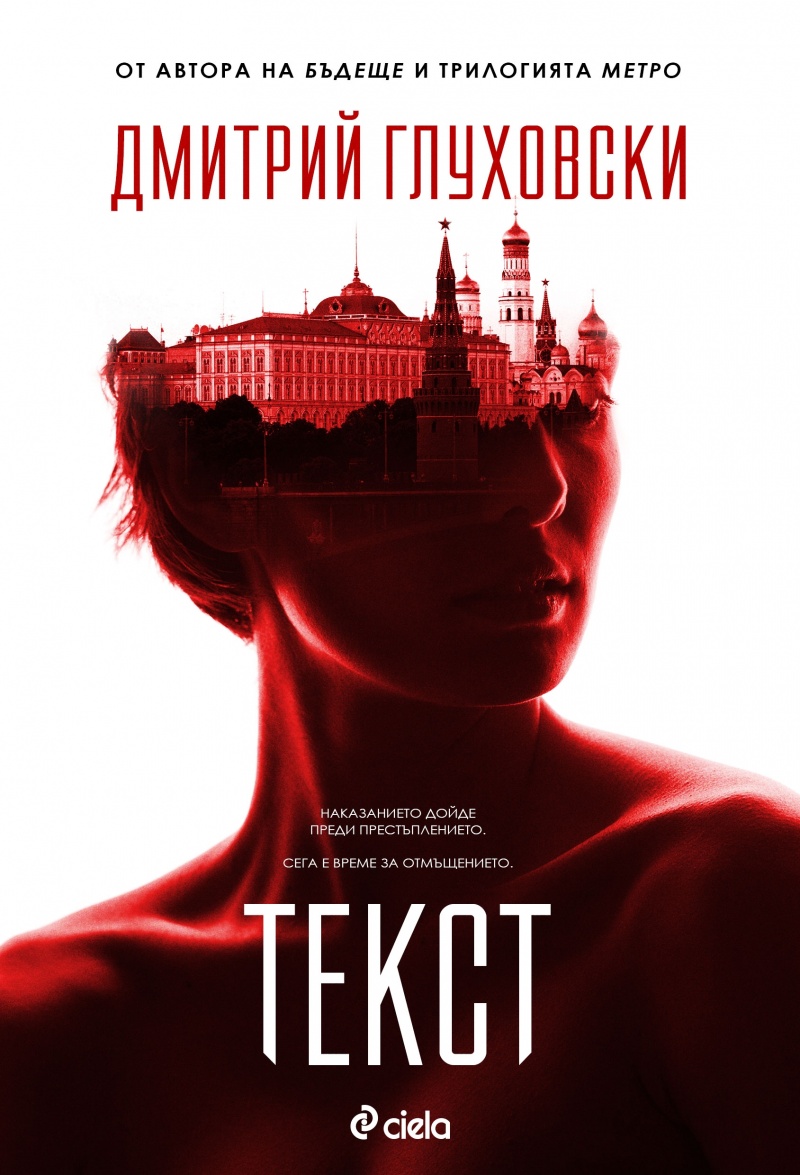 ОТ АВТОРА НА БЪДЕЩЕ И ТРИЛОГИЯТА МЕТРО
ДМИТРИЙ ГЛУХОВСКИ
НАКАЗАНИЕТО ДОЙДЕ
ПРЕДИ ПРЕСТЪПЛЕНИЕТО.
СЕГА Е ВРЕМЕ ЗА ОТМЪЩЕНИЕТО.
ТЕКСТ
ciela